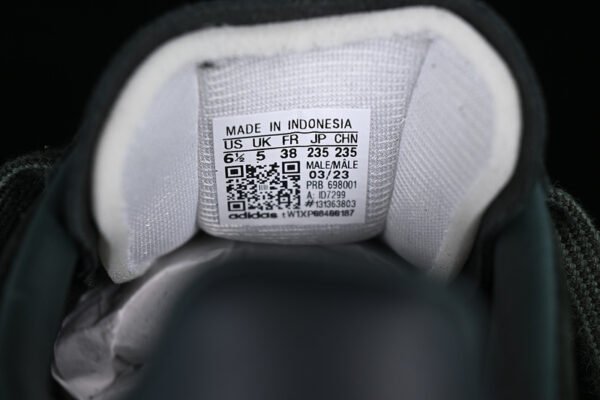 MADE IN INDONESIA
US UK FR JP CHN
6½ 5 38 235 235
MALE/MÂLE
03/23
PRB 698001
A: ID7299
#131363803
adidas